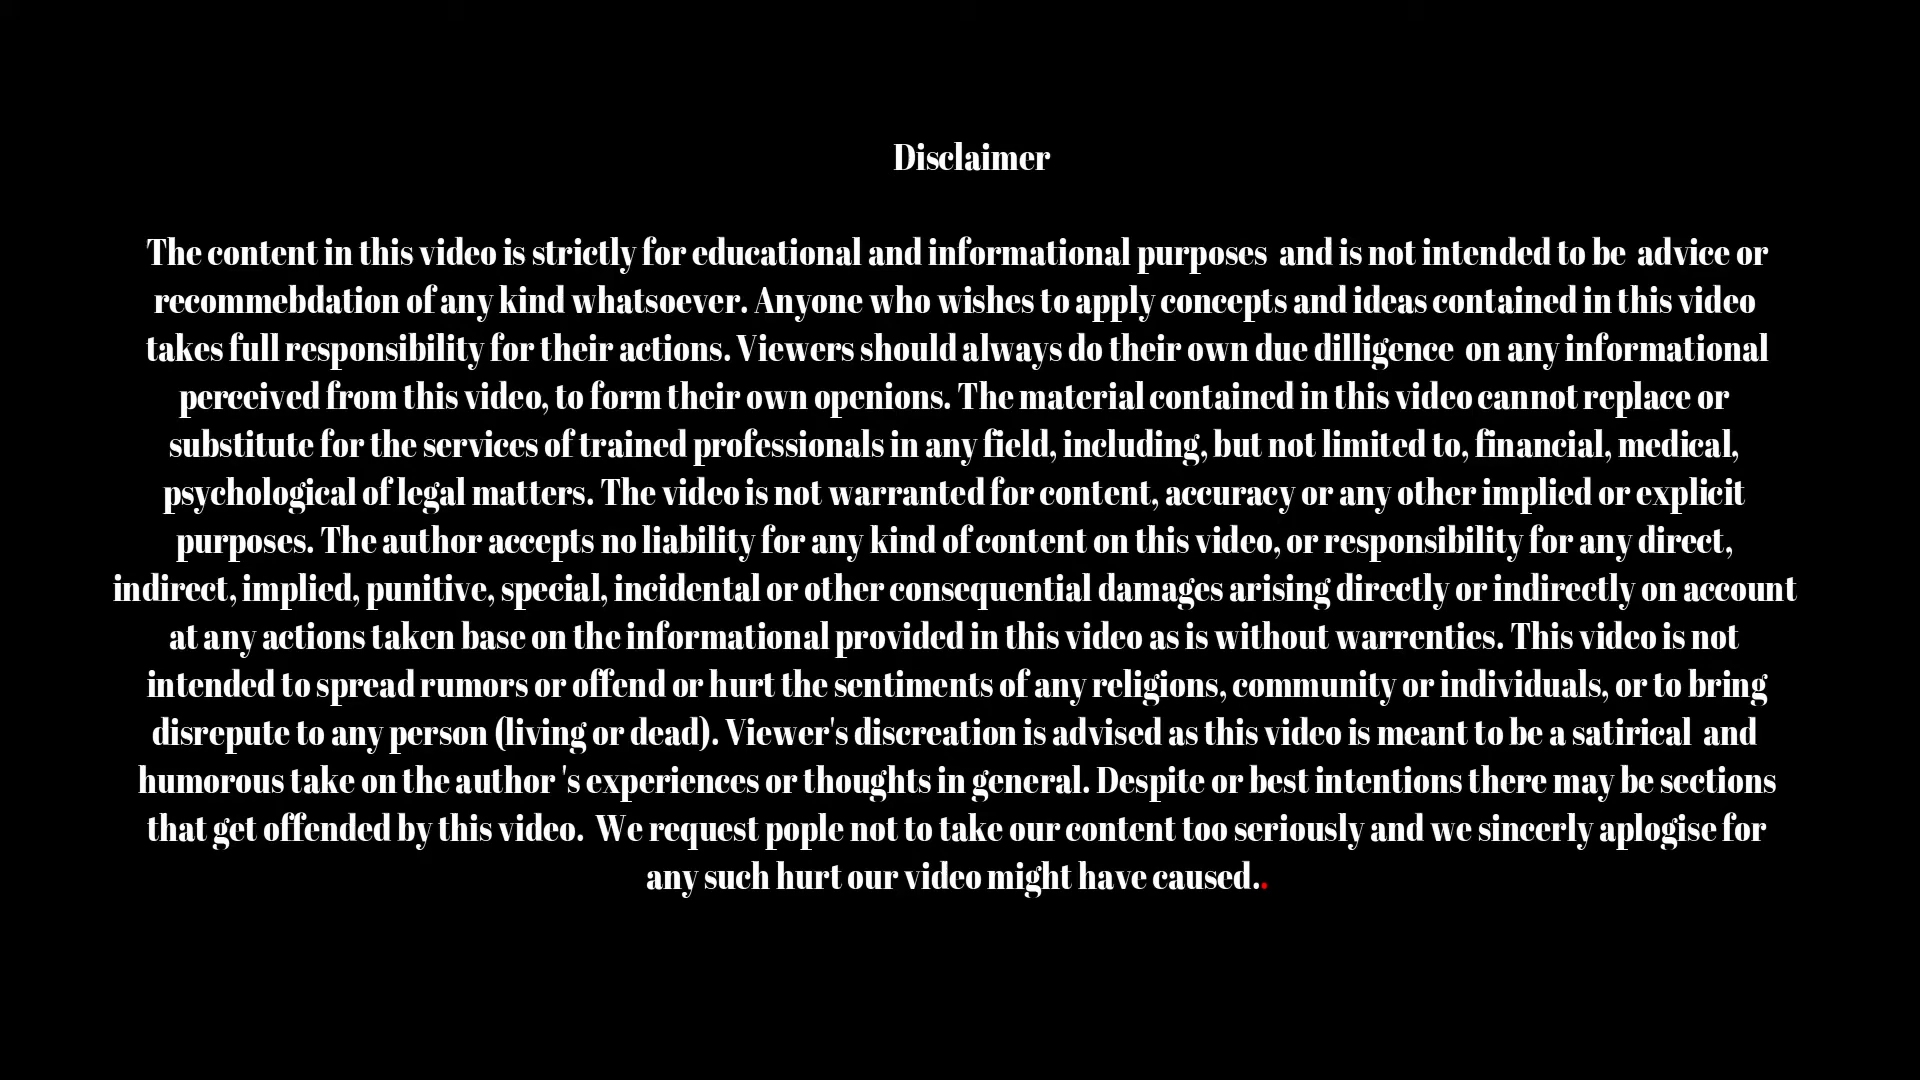 Disclaimer
The content in this video is strictly for educational and informational purposes  and is not intended to be  advice or
recommebdation of any kind whatsoever. Anyone who wishes to apply concepts and ideas contained in this video
takes full responsibility for their actions. Viewers should always do their own due dilligence  on any informational
perceived from this video, to form their own openions. The material contained in this video cannot replace or
substitute for the services of trained professionals in any field, including, but not limited to, financial, medical,
psychological of legal matters. The video is not warranted for content, accuracy or any other implied or explicit
purposes. The author accepts no liability for any kind of content on this video, or responsibility for any direct,
indirect, implied, punitive, special, incidental or other consequential damages arising directly or indirectly on account
at any actions taken base on the informational provided in this video as is without warrenties. This video is not
intended to spread rumors or offend or hurt the sentiments of any religions, community or individuals, or to bring
disrepute to any person (living or dead). Viewer's discreation is advised as this video is meant to be a satirical  and
humorous take on the author 's experiences or thoughts in general. Despite or best intentions there may be sections
that get offended by this video.  We request pople not to take our content too seriously and we sincerly aplogise for
any such hurt our video might have caused..